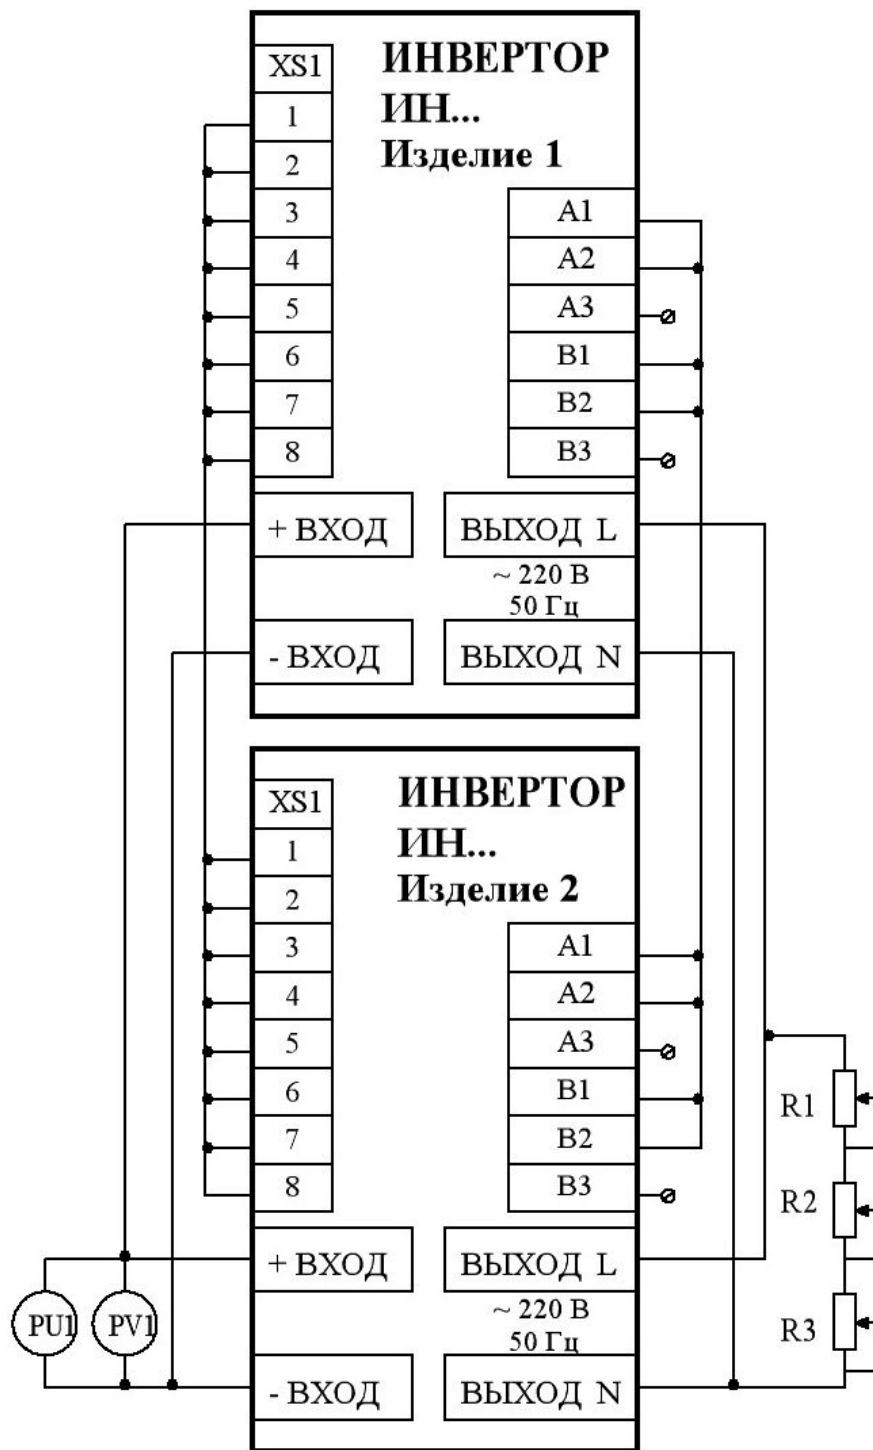 XS1
ИНВЕРТОР
ИН...
Изделие 1
1
2
3
4
5
6
7
8
A1
A2
A3
B1
B2
B3
+ ВХОД
ВЫХОД L
~ 220 В
50 Гц
- ВХОД
ВЫХОД N
XS1
ИНВЕРТОР
ИН...
Изделие 2
1
2
3
4
5
6
7
8
A1
A2
A3
B1
B2
B3
+ ВХОД
ВЫХОД L
~ 220 В
50 Гц
- ВХОД
ВЫХОД N
PU1
PV1
R1
R2
R3